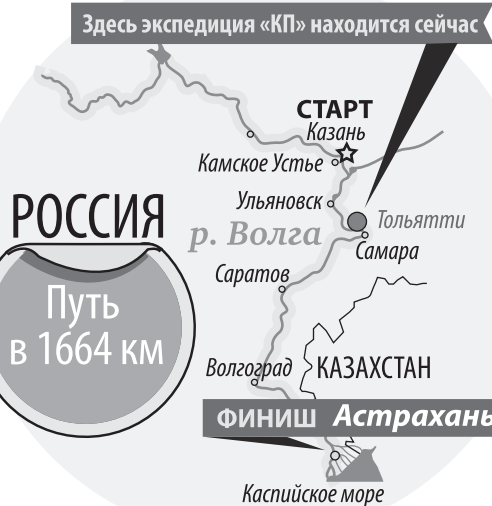 Здесь экспедиция «КП» находится сейчас
СТАРТ
Казань
Камское Устье
Ульяновск
РОССИЯ
р. Волга
Тольятти
Самара
Саратов
Путь
в 1664 км
Волгоград
КАЗАХСТАН
ФИНИШ Астрахань
Каспийское море